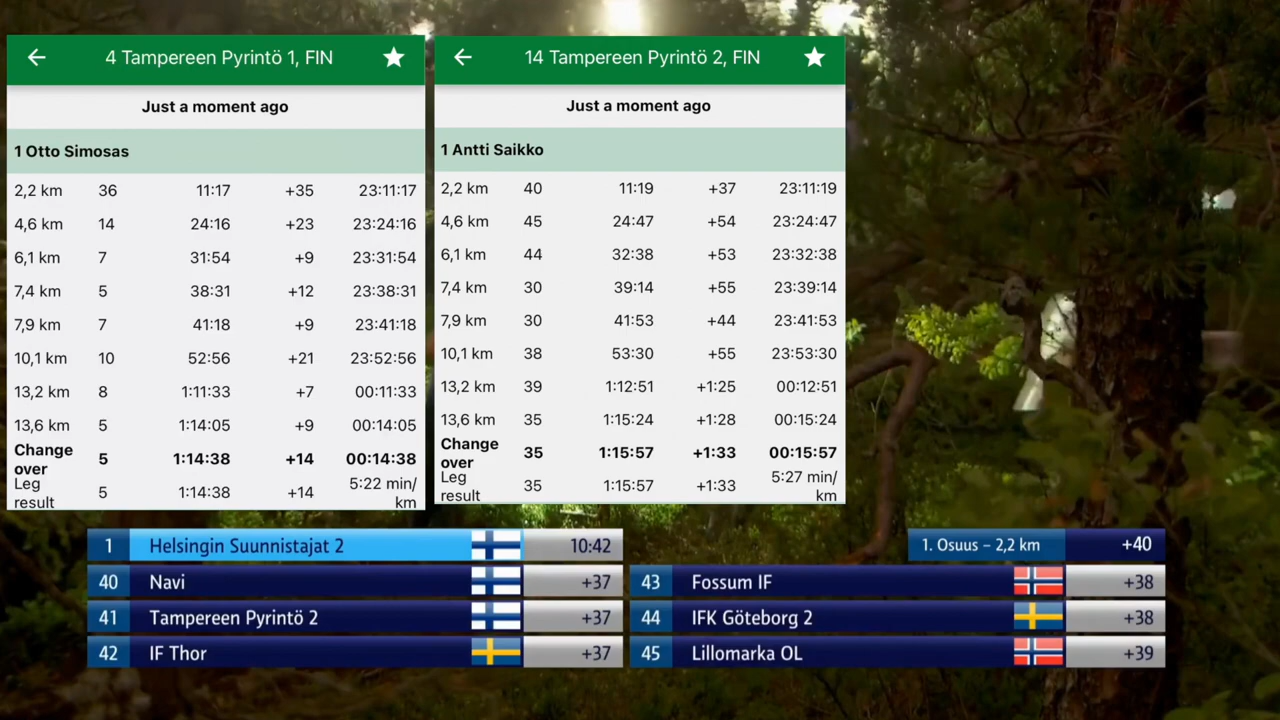 4 Tampereen Pyrintö 1, FIN
Just a moment ago
1 Otto Simosas
2,2 km 36 11:17 +35 23:11:17
4,6 km 14 24:16 +23 23:24:16
6,1 km 7 31:54 +9 23:31:54
7,4 km 5 38:31 +12 23:38:31
7,9 km 7 41:18 +9 23:41:18
10,1 km 10 52:56 +21 23:52:56
13,2 km 8 1:11:33 +7 00:11:33
13,6 km 5 1:14:05 +9 00:14:05
Change
over 5 1:14:38 +14 00:14:38
Leg
result 5 1:14:38 +14 5:22 min/
km
14 Tampereen Pyrintö 2, FIN
Just a moment ago
1 Antti Saikko
2,2 km 40 11:19 +37 23:11:19
4,6 km 45 24:47 +54 23:24:47
6,1 km 44 32:38 +53 23:32:38
7,4 km 30 39:14 +55 23:39:14
7,9 km 30 41:53 +44 23:41:53
10,1 km 38 53:30 +55 23:53:30
13,2 km 39 1:12:51 +1:25 00:12:51
13,6 km 35 1:15:24 +1:28 00:15:24
Change
over 35 1:15:57 +1:33 00:15:57
Leg
result 35 1:15:57 +1:33 5:27 min/
km
1 Helsingin Suunnistajat 2 10:42
1. Osuus – 2,2 km +40
40 Navi +37
41 Tampereen Pyrintö 2 +37
42 IF Thor +37
43 Fossum IF +38
44 IFK Göteborg 2 +38
45 Lillomarka OL +39